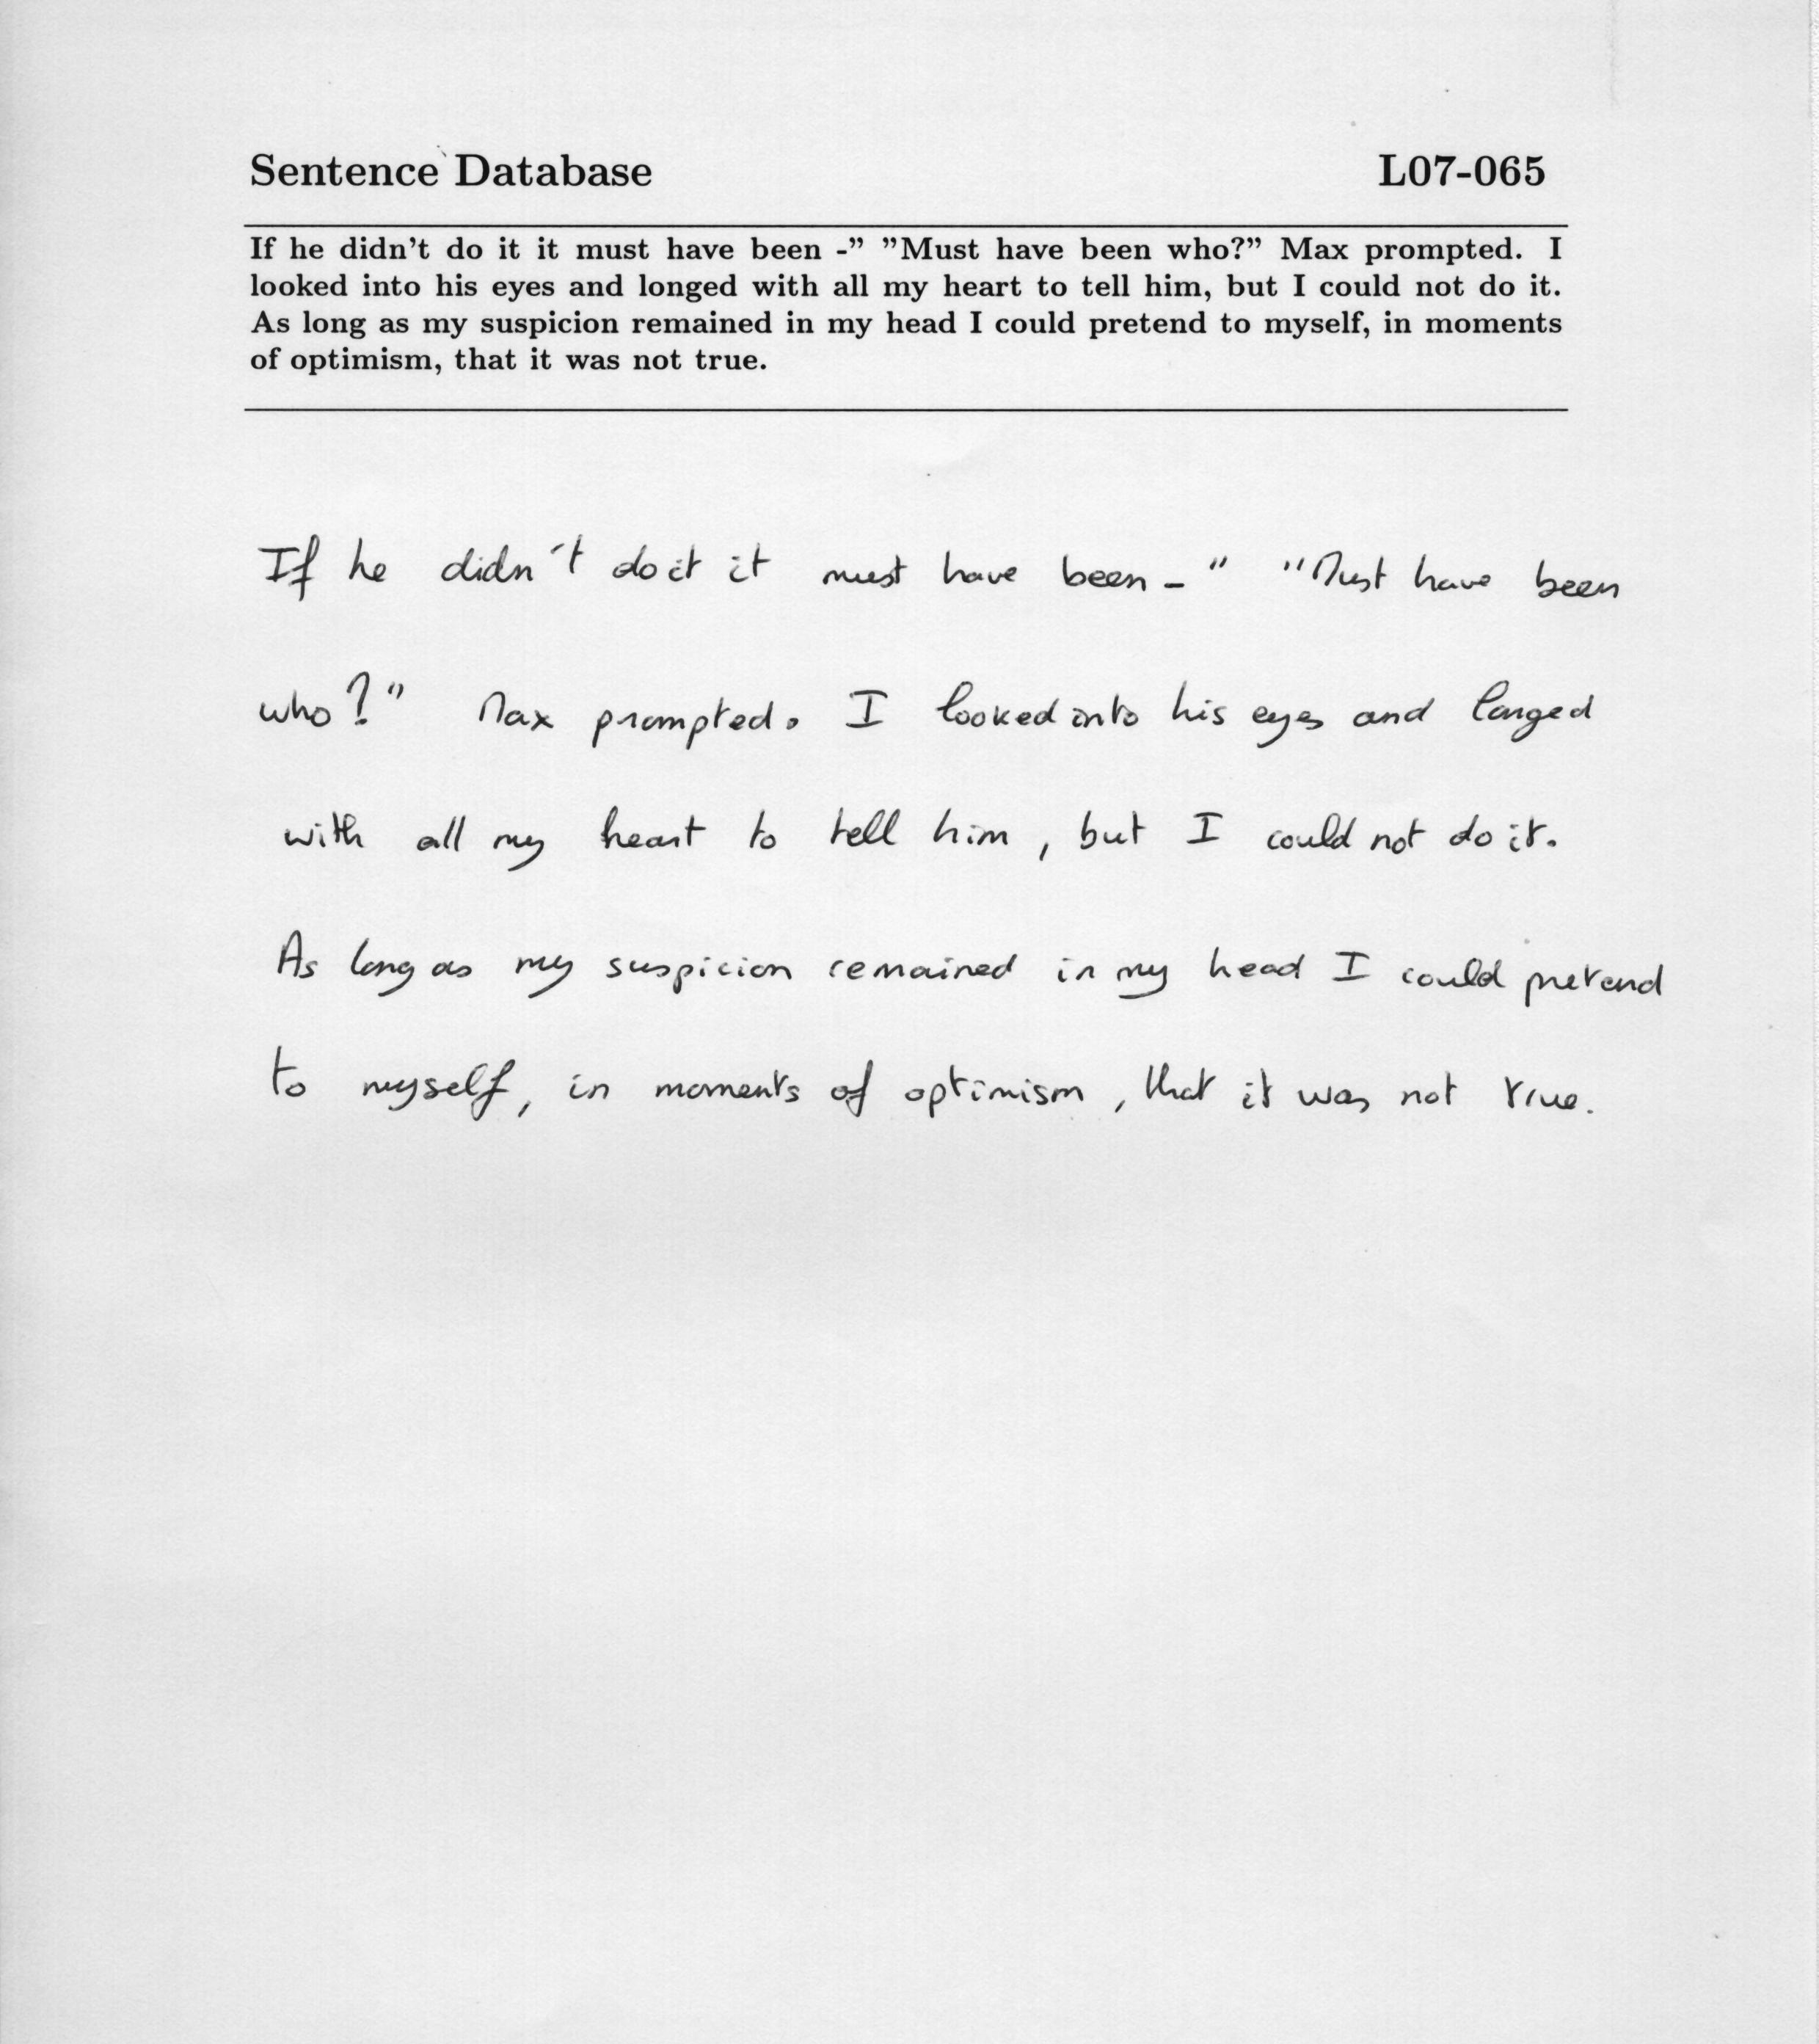 Sentence Database L07-065
If he didn't do it it must have been -" "Must have been who?" Max prompted. I
looked into his eyes and longed with all my heart to tell him, but I could not do it.
As long as my suspicion remained in my head I could pretend to myself, in moments
of optimism, that it was not true.
If he didn't do it it must have been - " "Must have been
who?" Max prompted. I looked into his eyes and longed
with all my heart to tell him, but I could not do it.
As long as my suspicion remained in my head I could pretend
to myself, in moments of optimism, that it was not true.